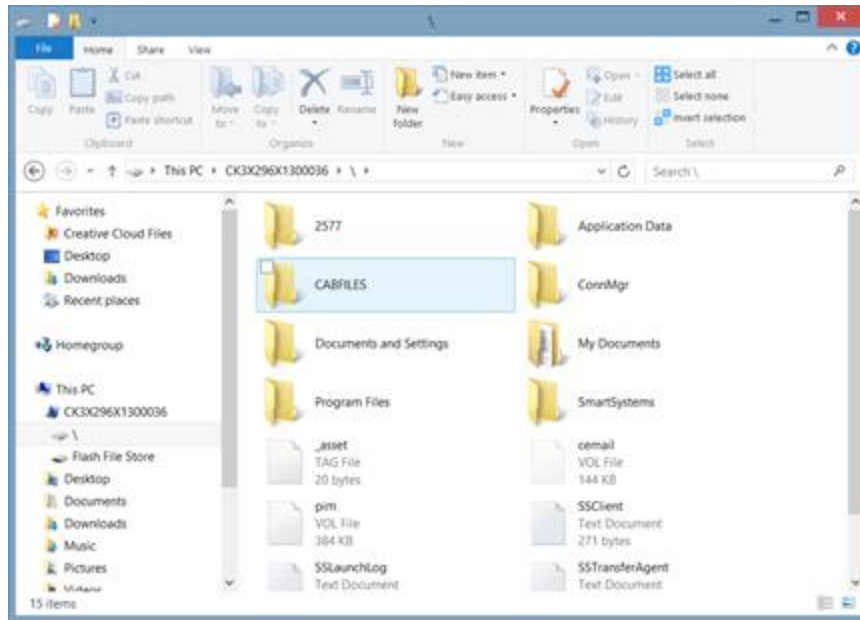 \
File Home Share View
Copy
Paste
Cut
Copy path
Paste shortcut
Move to
Copy to
Delete
Rename
New folder
New item
Easy access
Properties
Open
Edit
History
Select all
Select none
Invert selection
Clipboard Organize New Open Select
This PC CK3X296X1300036 \
Search \
Favorites
Creative Cloud Files
Desktop
Downloads
Recent places
Homegroup
This PC
CK3X296X1300036
\
Flash File Store
Desktop
Documents
Downloads
Music
Pictures
Videos
2577
Application Data
CABFILES
ConnMgr
Documents and Settings
My Documents
Program Files
SmartSystems
_asset
TAG File
20 bytes
cemail
VOL File
144 KB
pim
VOL File
384 KB
SSClient
Text Document
271 bytes
SSLaunchLog
Text Document
SSTransferAgent
Text Document
15 items